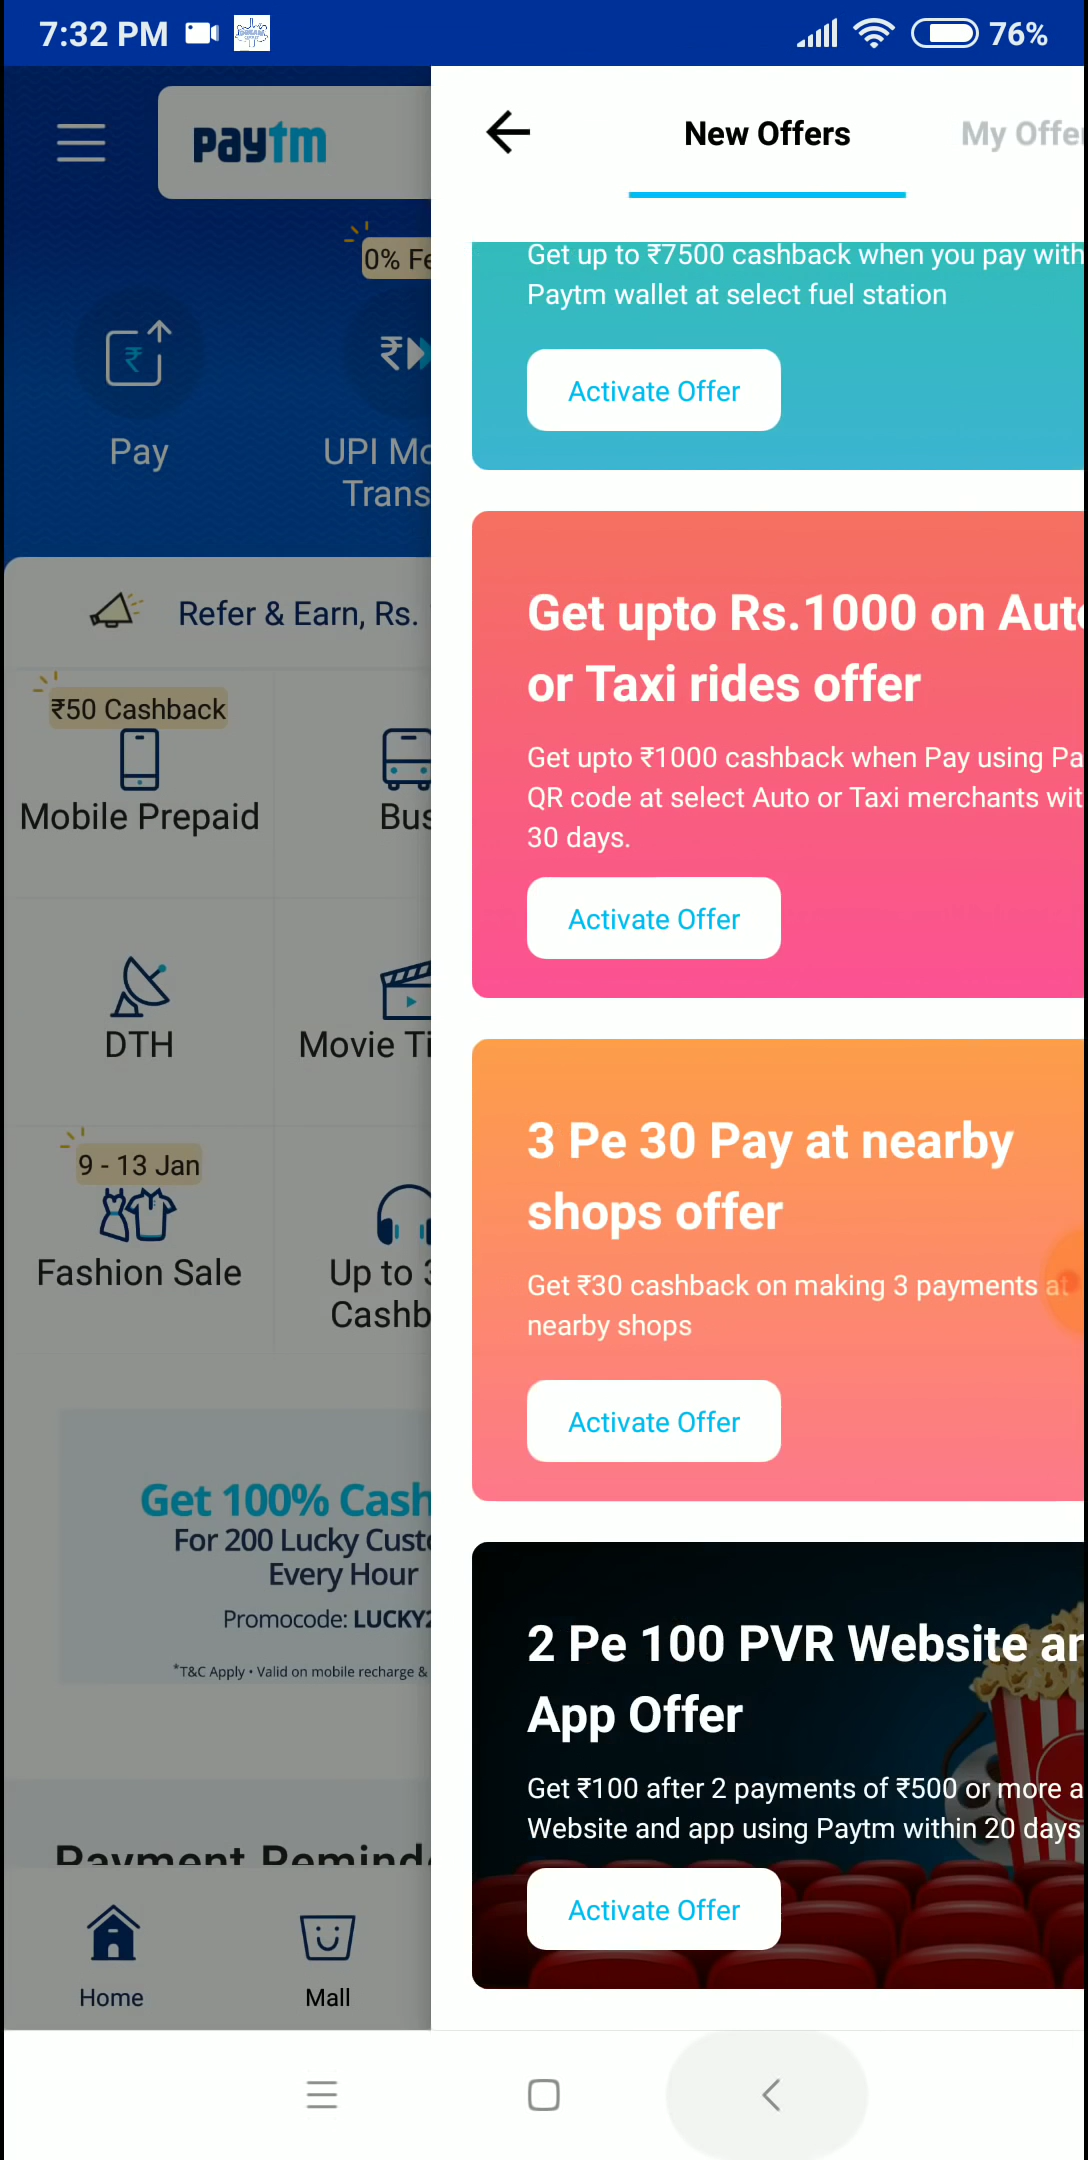 7:32 PM
76%
paytm
New Offers
My Offe
0% Fe
Get up to ₹7500 cashback when you pay with
Paytm wallet at select fuel station
Activate Offer
Pay
UPI Mo
Trans
Refer & Earn, Rs.
Get upto Rs.1000 on Auto
or Taxi rides offer
Get upto ₹1000 cashback when Pay using Pa
QR code at select Auto or Taxi merchants wit
30 days.
Activate Offer
₹50 Cashback
Mobile Prepaid
Bus
DTH
Movie Ti
9 - 13 Jan
Fashion Sale
Up to 3
Cashb
3 Pe 30 Pay at nearby
shops offer
Get ₹30 cashback on making 3 payments at
nearby shops
Activate Offer
Get 100% Cash
For 200 Lucky Custo
Every Hour
Promocode: LUCKY2
*T&C Apply • Valid on mobile recharge &
2 Pe 100 PVR Website an
App Offer
Get ₹100 after 2 payments of ₹500 or more a
Website and app using Paytm within 20 days
Activate Offer
Payment Remind
Home
Mall